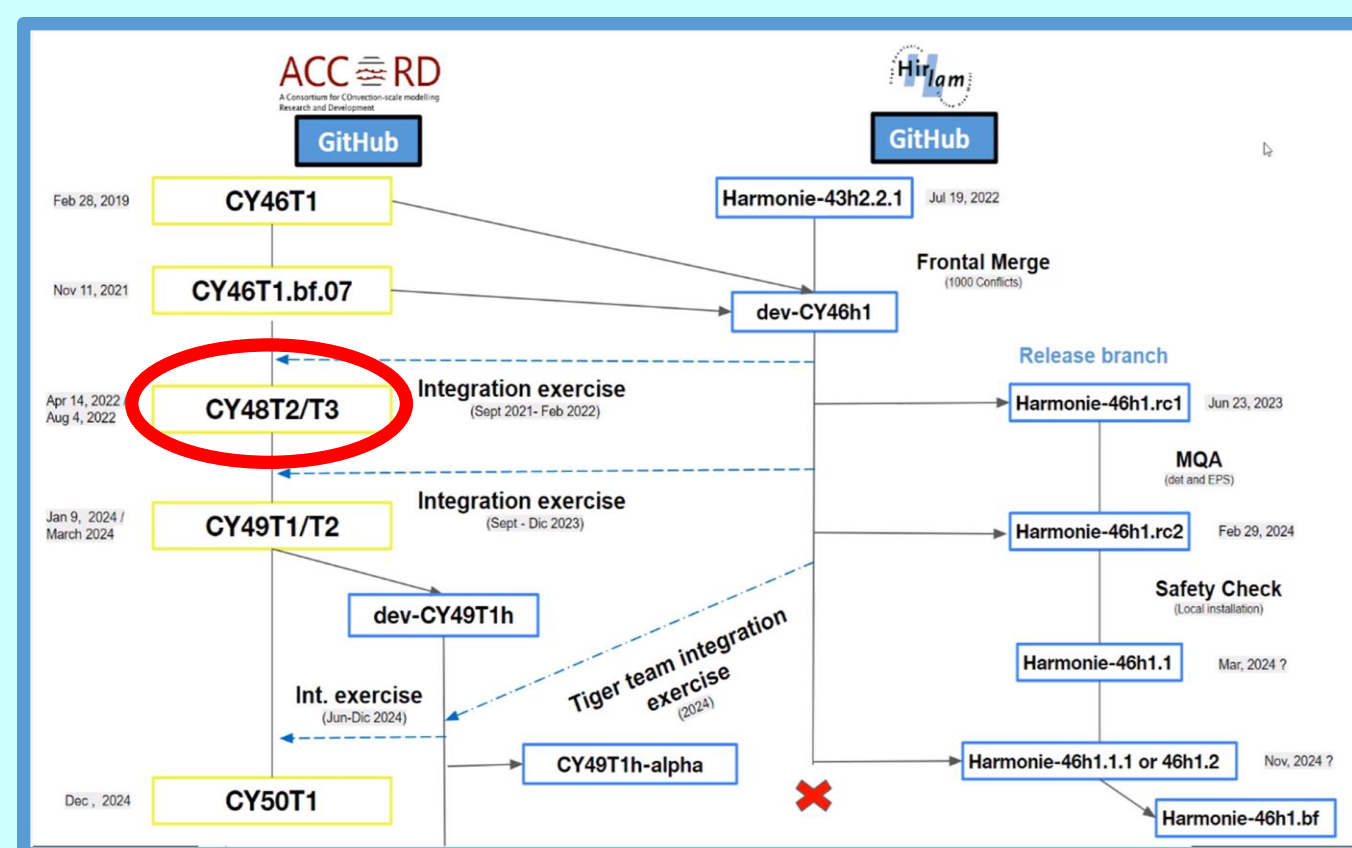 ACCORD
A Consortium for COnvection-scale modelling
Research and Development
GitHub
Hirlam
GitHub
Feb 28, 2019
CY46T1
Harmonie-43h2.2.1
Jul 19, 2022
Nov 11, 2021
CY46T1.bf.07
Frontal Merge
(1000 Conflicts)
dev-CY46h1
Release branch
Integration exercise
(Sept 2021- Feb 2022)
Apr 14, 2022 /
Aug 4, 2022
CY48T2/T3
Harmonie-46h1.rc1
Jun 23, 2023
MQA
(det and EPS)
Integration exercise
(Sept - Dic 2023)
Jan 9, 2024 /
March 2024
CY49T1/T2
Harmonie-46h1.rc2
Feb 29, 2024
Safety Check
(Local installation)
dev-CY49T1h
Tiger team integration
exercise
(2024)
Harmonie-46h1.1
Mar, 2024 ?
Int. exercise
(Jun-Dic 2024)
CY49T1h-alpha
Harmonie-46h1.1.1 or 46h1.2
Nov, 2024 ?
Dec , 2024
CY50T1
Harmonie-46h1.bf